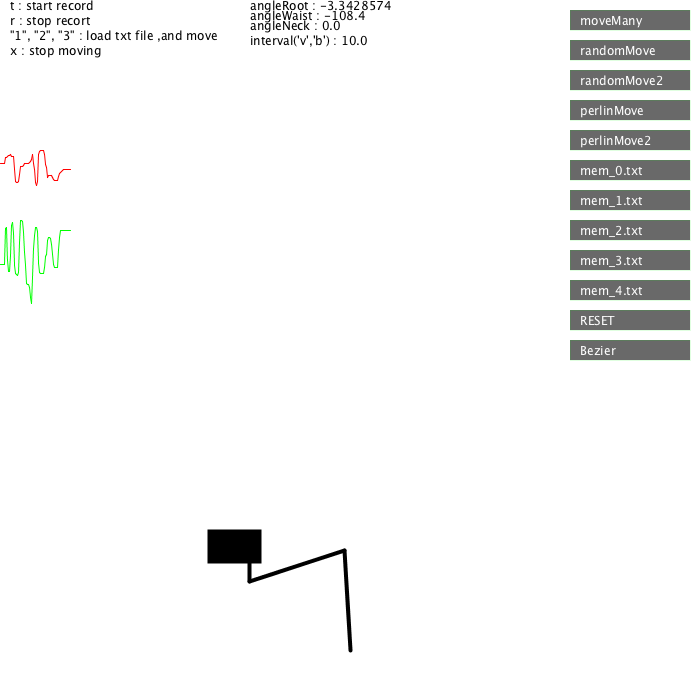 t : start record
r : stop recort
"1", "2", "3" : load txt file ,and move
x : stop moving
angleRoot : -3.3428574
angleWaist : -108.4
angleNeck : 0.0
interval('v','b') : 10.0
moveMany
randomMove
randomMove2
perlinMove
perlinMove2
mem_0.txt
mem_1.txt
mem_2.txt
mem_3.txt
mem_4.txt
RESET
Bezier